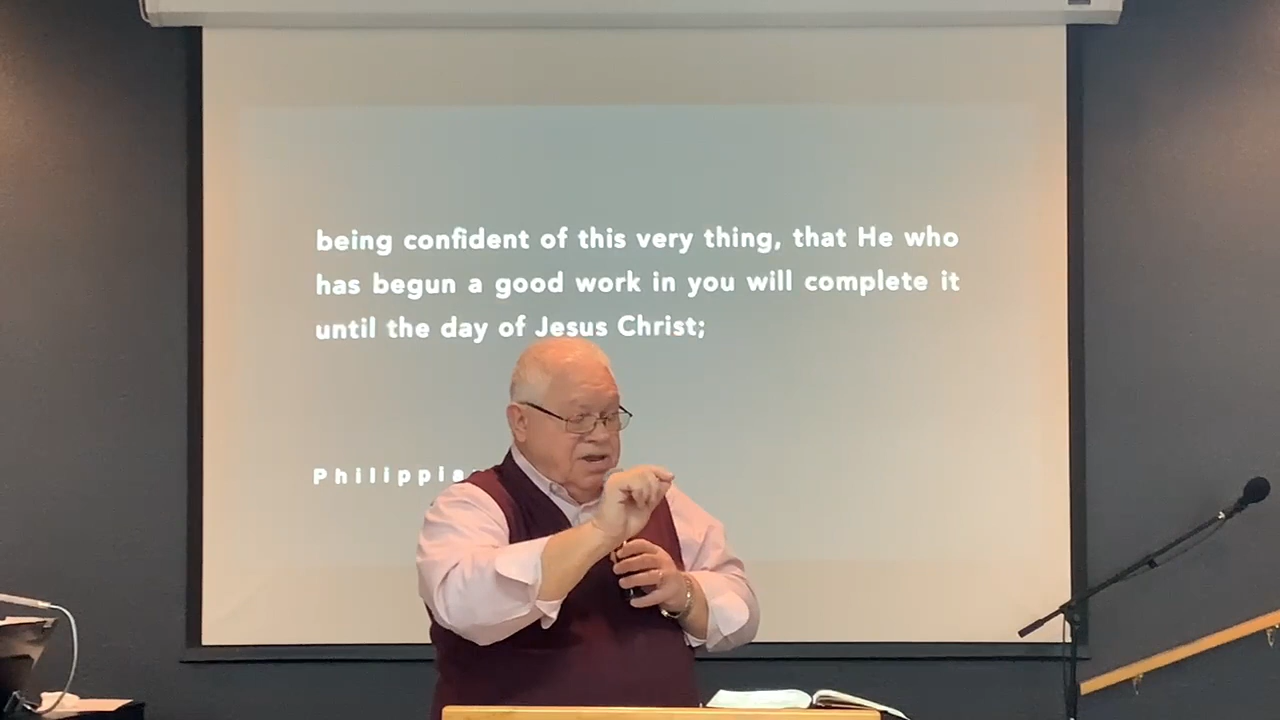 being confident of this very thing, that He who
has begun a good work in you will complete it
until the day of Jesus Christ;